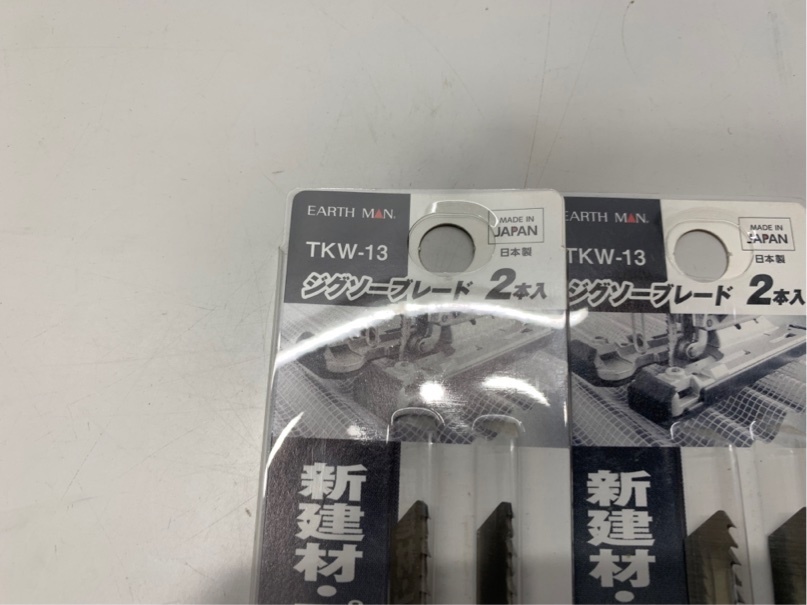 EARTH MAN.
MADE IN
JAPAN
日本製
TKW-13
ジグソーブレード 2本入
新建材・
EARTH MAN.
MADE IN
JAPAN
日本製
TKW-13
ジグソーブレード 2本入
新建材・